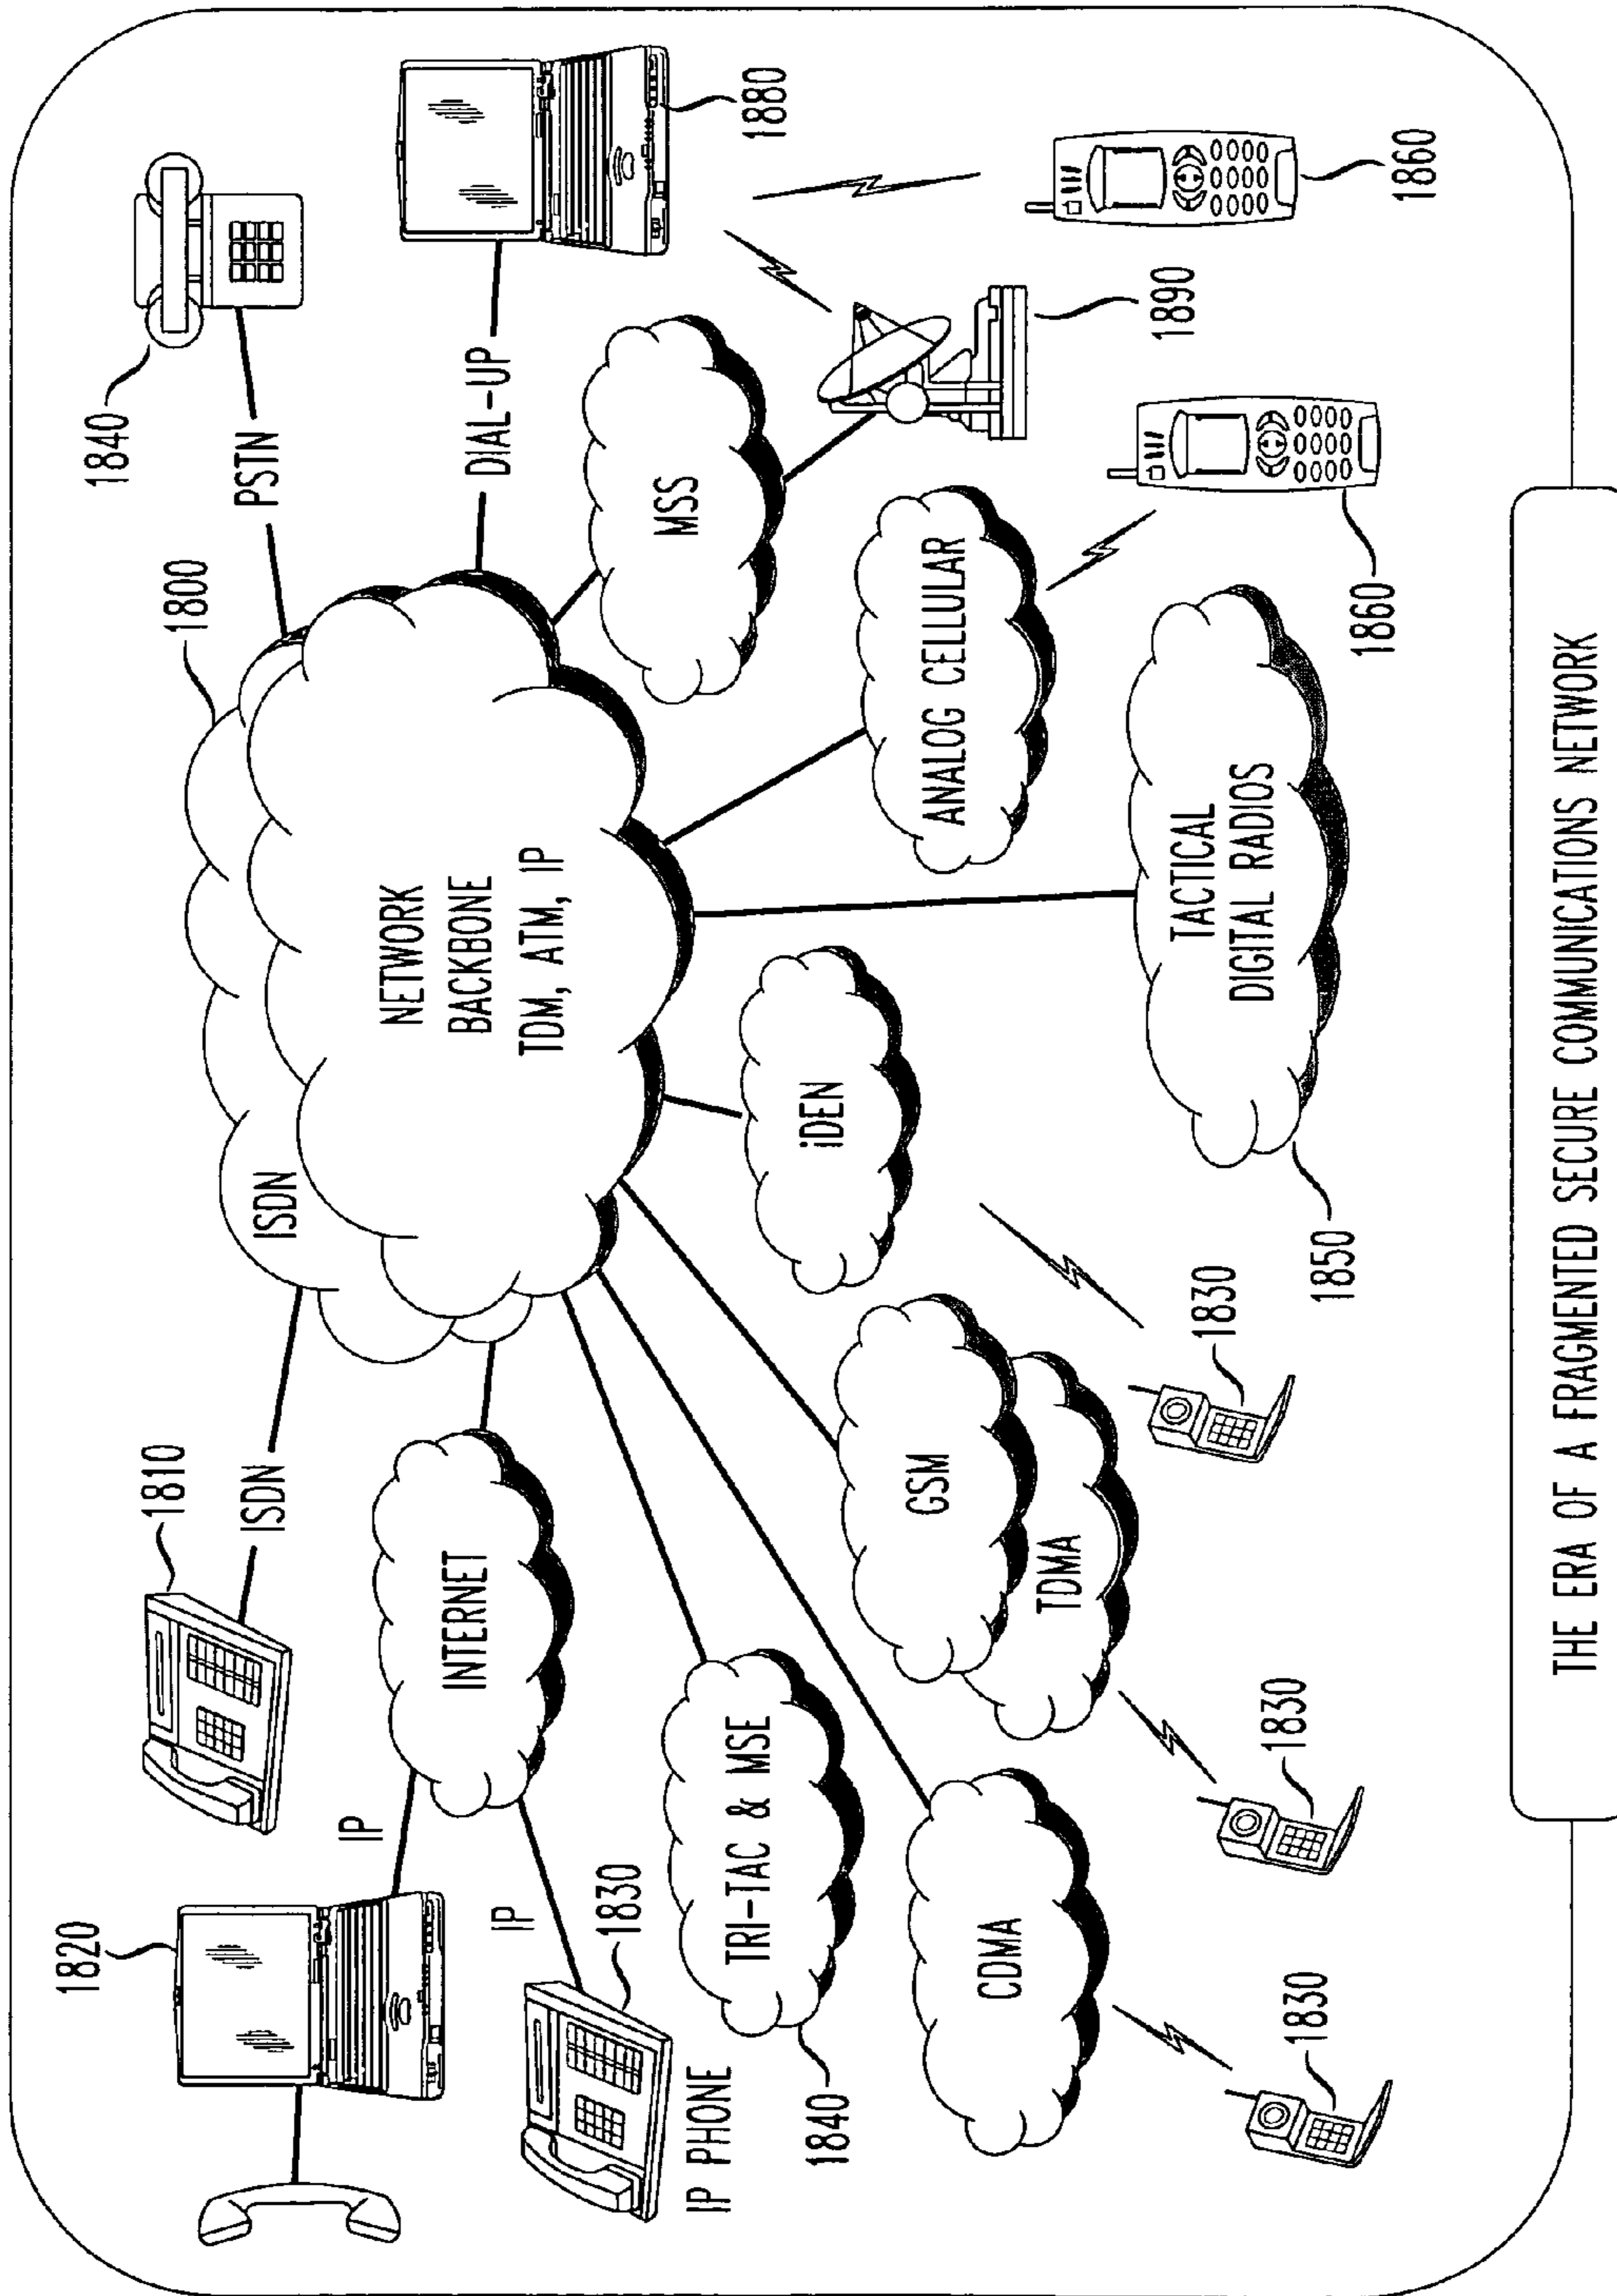 1820
1810
1800
1840
ISDN
PSTN
IP
ISDN
NETWORK
BACKBONE
TDM, ATM, IP
DIAL-UP
1880
IP
INTERNET
1830
IP PHONE
TRI-TAC & MSE
1840
MSS
iDEN
GSM
TDMA
CDMA
ANALOG CELLULAR
1890
1860
TACTICAL
DIGITAL RADIOS
1830
1830
1830
1850
1860
THE ERA OF A FRAGMENTED SECURE COMMUNICATIONS NETWORK